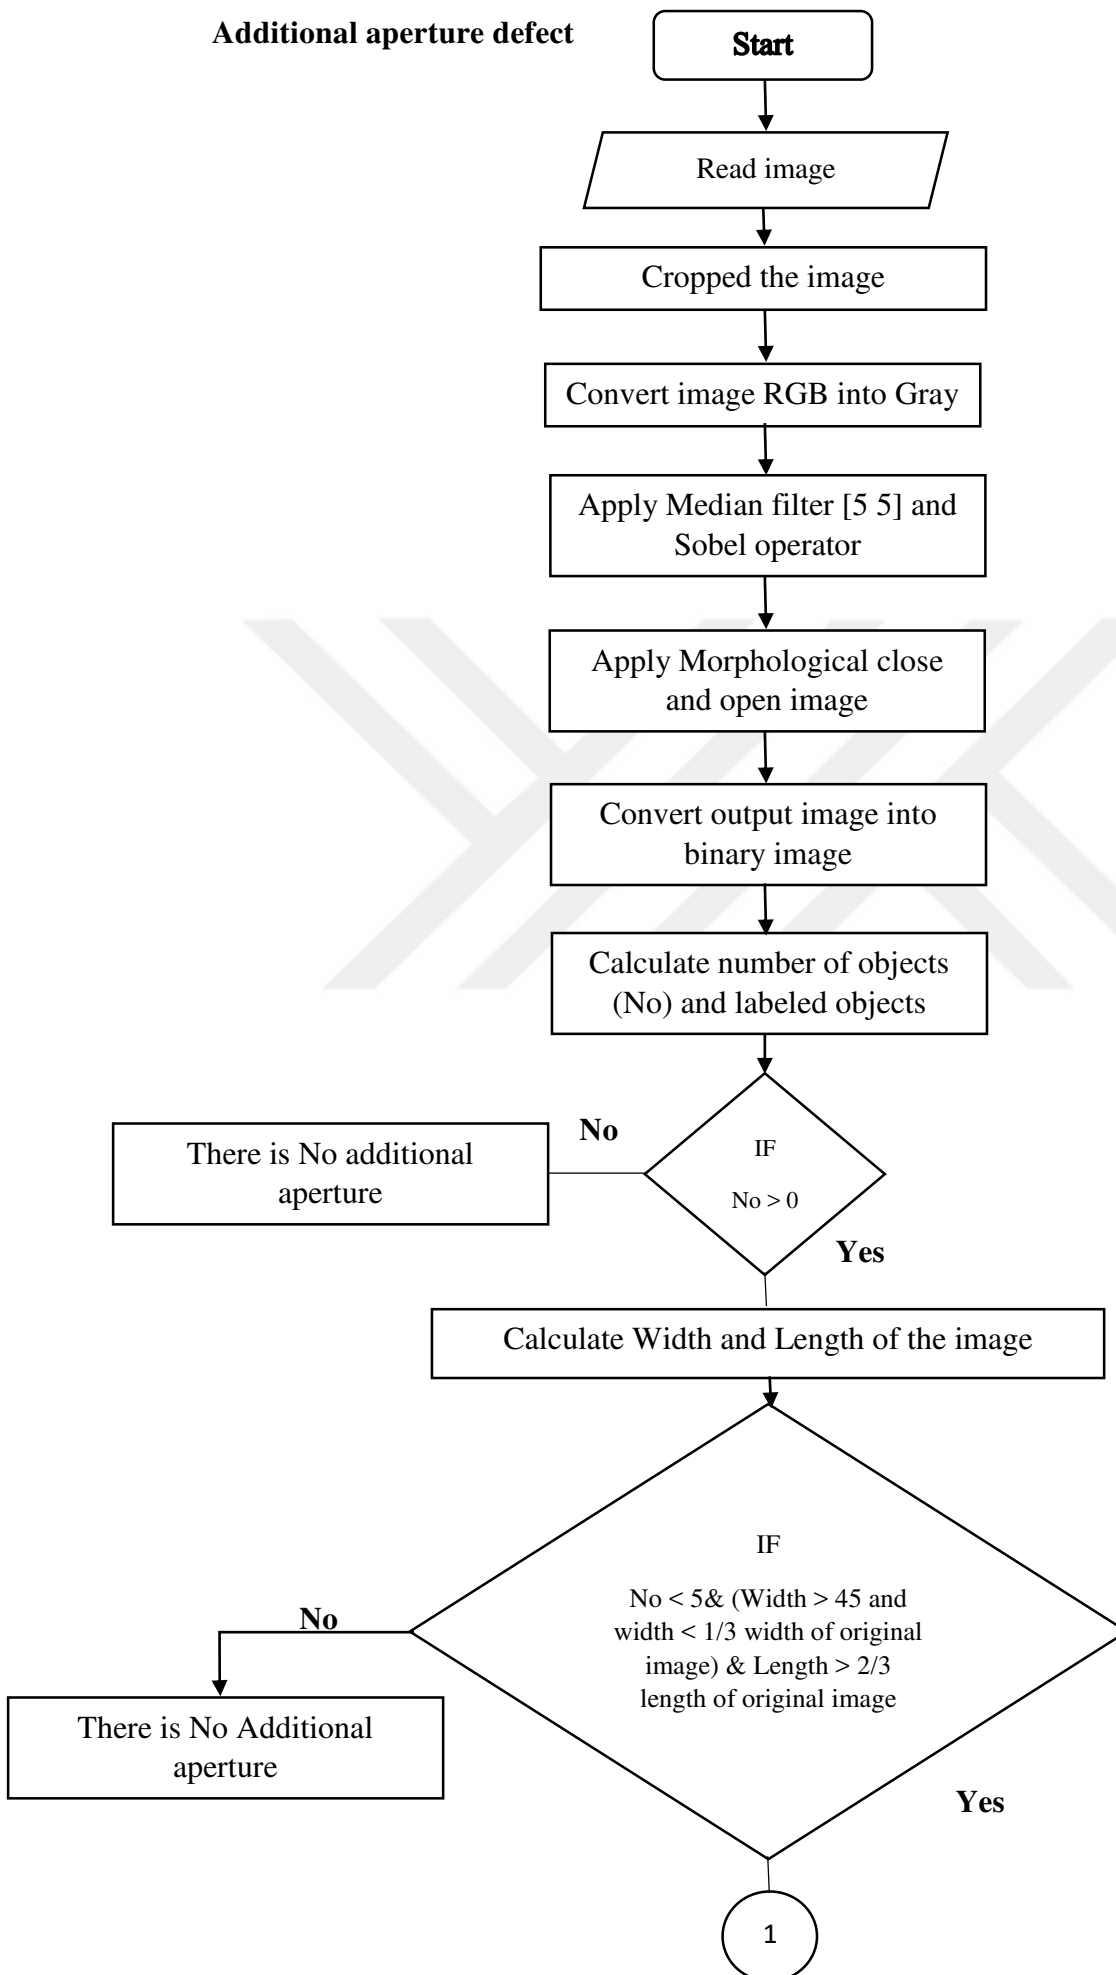 Additional aperture defect
Start
Read image
Cropped the image
Convert image RGB into Gray
Apply Median filter [5 5] and
Sobel operator
Apply Morphological close
and open image
Convert output image into
binary image
Calculate number of objects
(No) and labeled objects
IF
No > 0
No
There is No additional
aperture
Yes
Calculate Width and Length of the image
IF
No < 5& (Width > 45 and
width < 1/3 width of original
image) & Length > 2/3
length of original image
No
There is No Additional
aperture
Yes
1